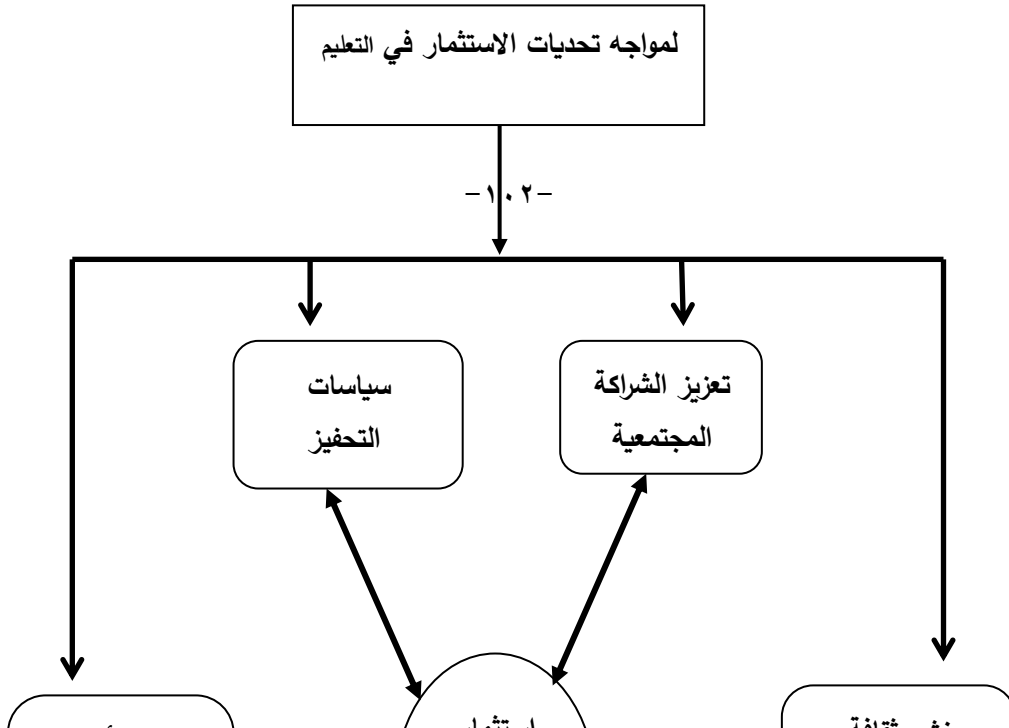 لمواجه تحديات الاستثمار في التعليم
-١٠٢-
تعزيز الشراكة
المجتمعية
سياسات
التحفيز